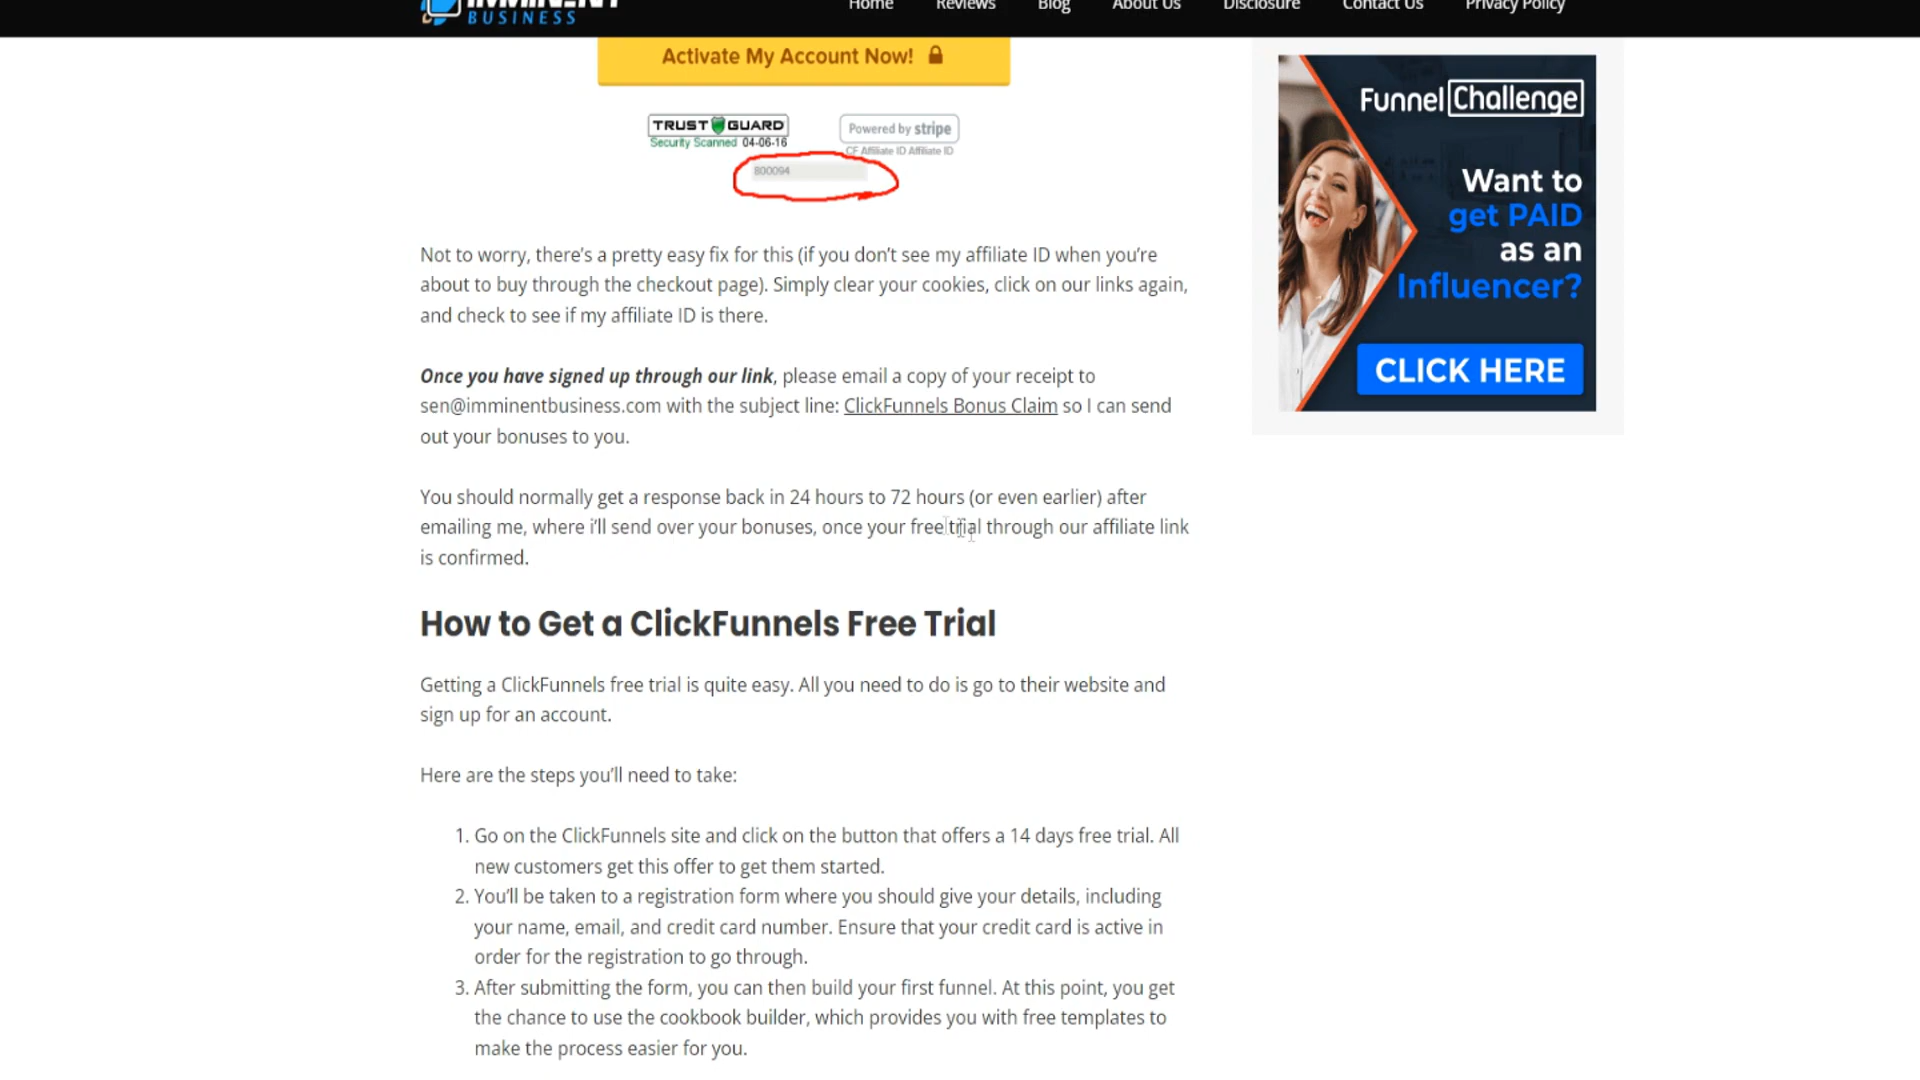 IMMINENT
BUSINESS
Home Reviews Blog About Us Disclosure Contact Us Privacy Policy
Activate My Account Now!
TRUST GUARD
Security Scanned 04-06-16
Powered by stripe
CF Affiliate ID Affiliate ID
800094
Not to worry, there's a pretty easy fix for this (if you don't see my affiliate ID when you're
about to buy through the checkout page). Simply clear your cookies, click on our links again,
and check to see if my affiliate ID is there.
Once you have signed up through our link, please email a copy of your receipt to
sen@imminentbusiness.com with the subject line: ClickFunnels Bonus Claim so I can send
out your bonuses to you.
You should normally get a response back in 24 hours to 72 hours (or even earlier) after
emailing me, where i'll send over your bonuses, once your free trial through our affiliate link
is confirmed.
How to Get a ClickFunnels Free Trial
Getting a ClickFunnels free trial is quite easy. All you need to do is go to their website and
sign up for an account.
Here are the steps you'll need to take:
1. Go on the ClickFunnels site and click on the button that offers a 14 days free trial. All
new customers get this offer to get them started.
2. You'll be taken to a registration form where you should give your details, including
your name, email, and credit card number. Ensure that your credit card is active in
order for the registration to go through.
3. After submitting the form, you can then build your first funnel. At this point, you get
the chance to use the cookbook builder, which provides you with free templates to
make the process easier for you.
Funnel Challenge
Want to
get PAID
as an
Influencer?
CLICK HERE